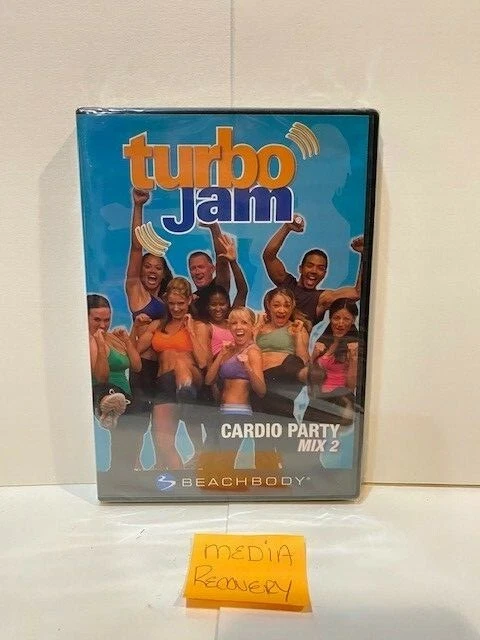 turbo
jam®
CARDIO PARTY
MIX 2
BEACHBODY®
MEDiA
RECOVERY